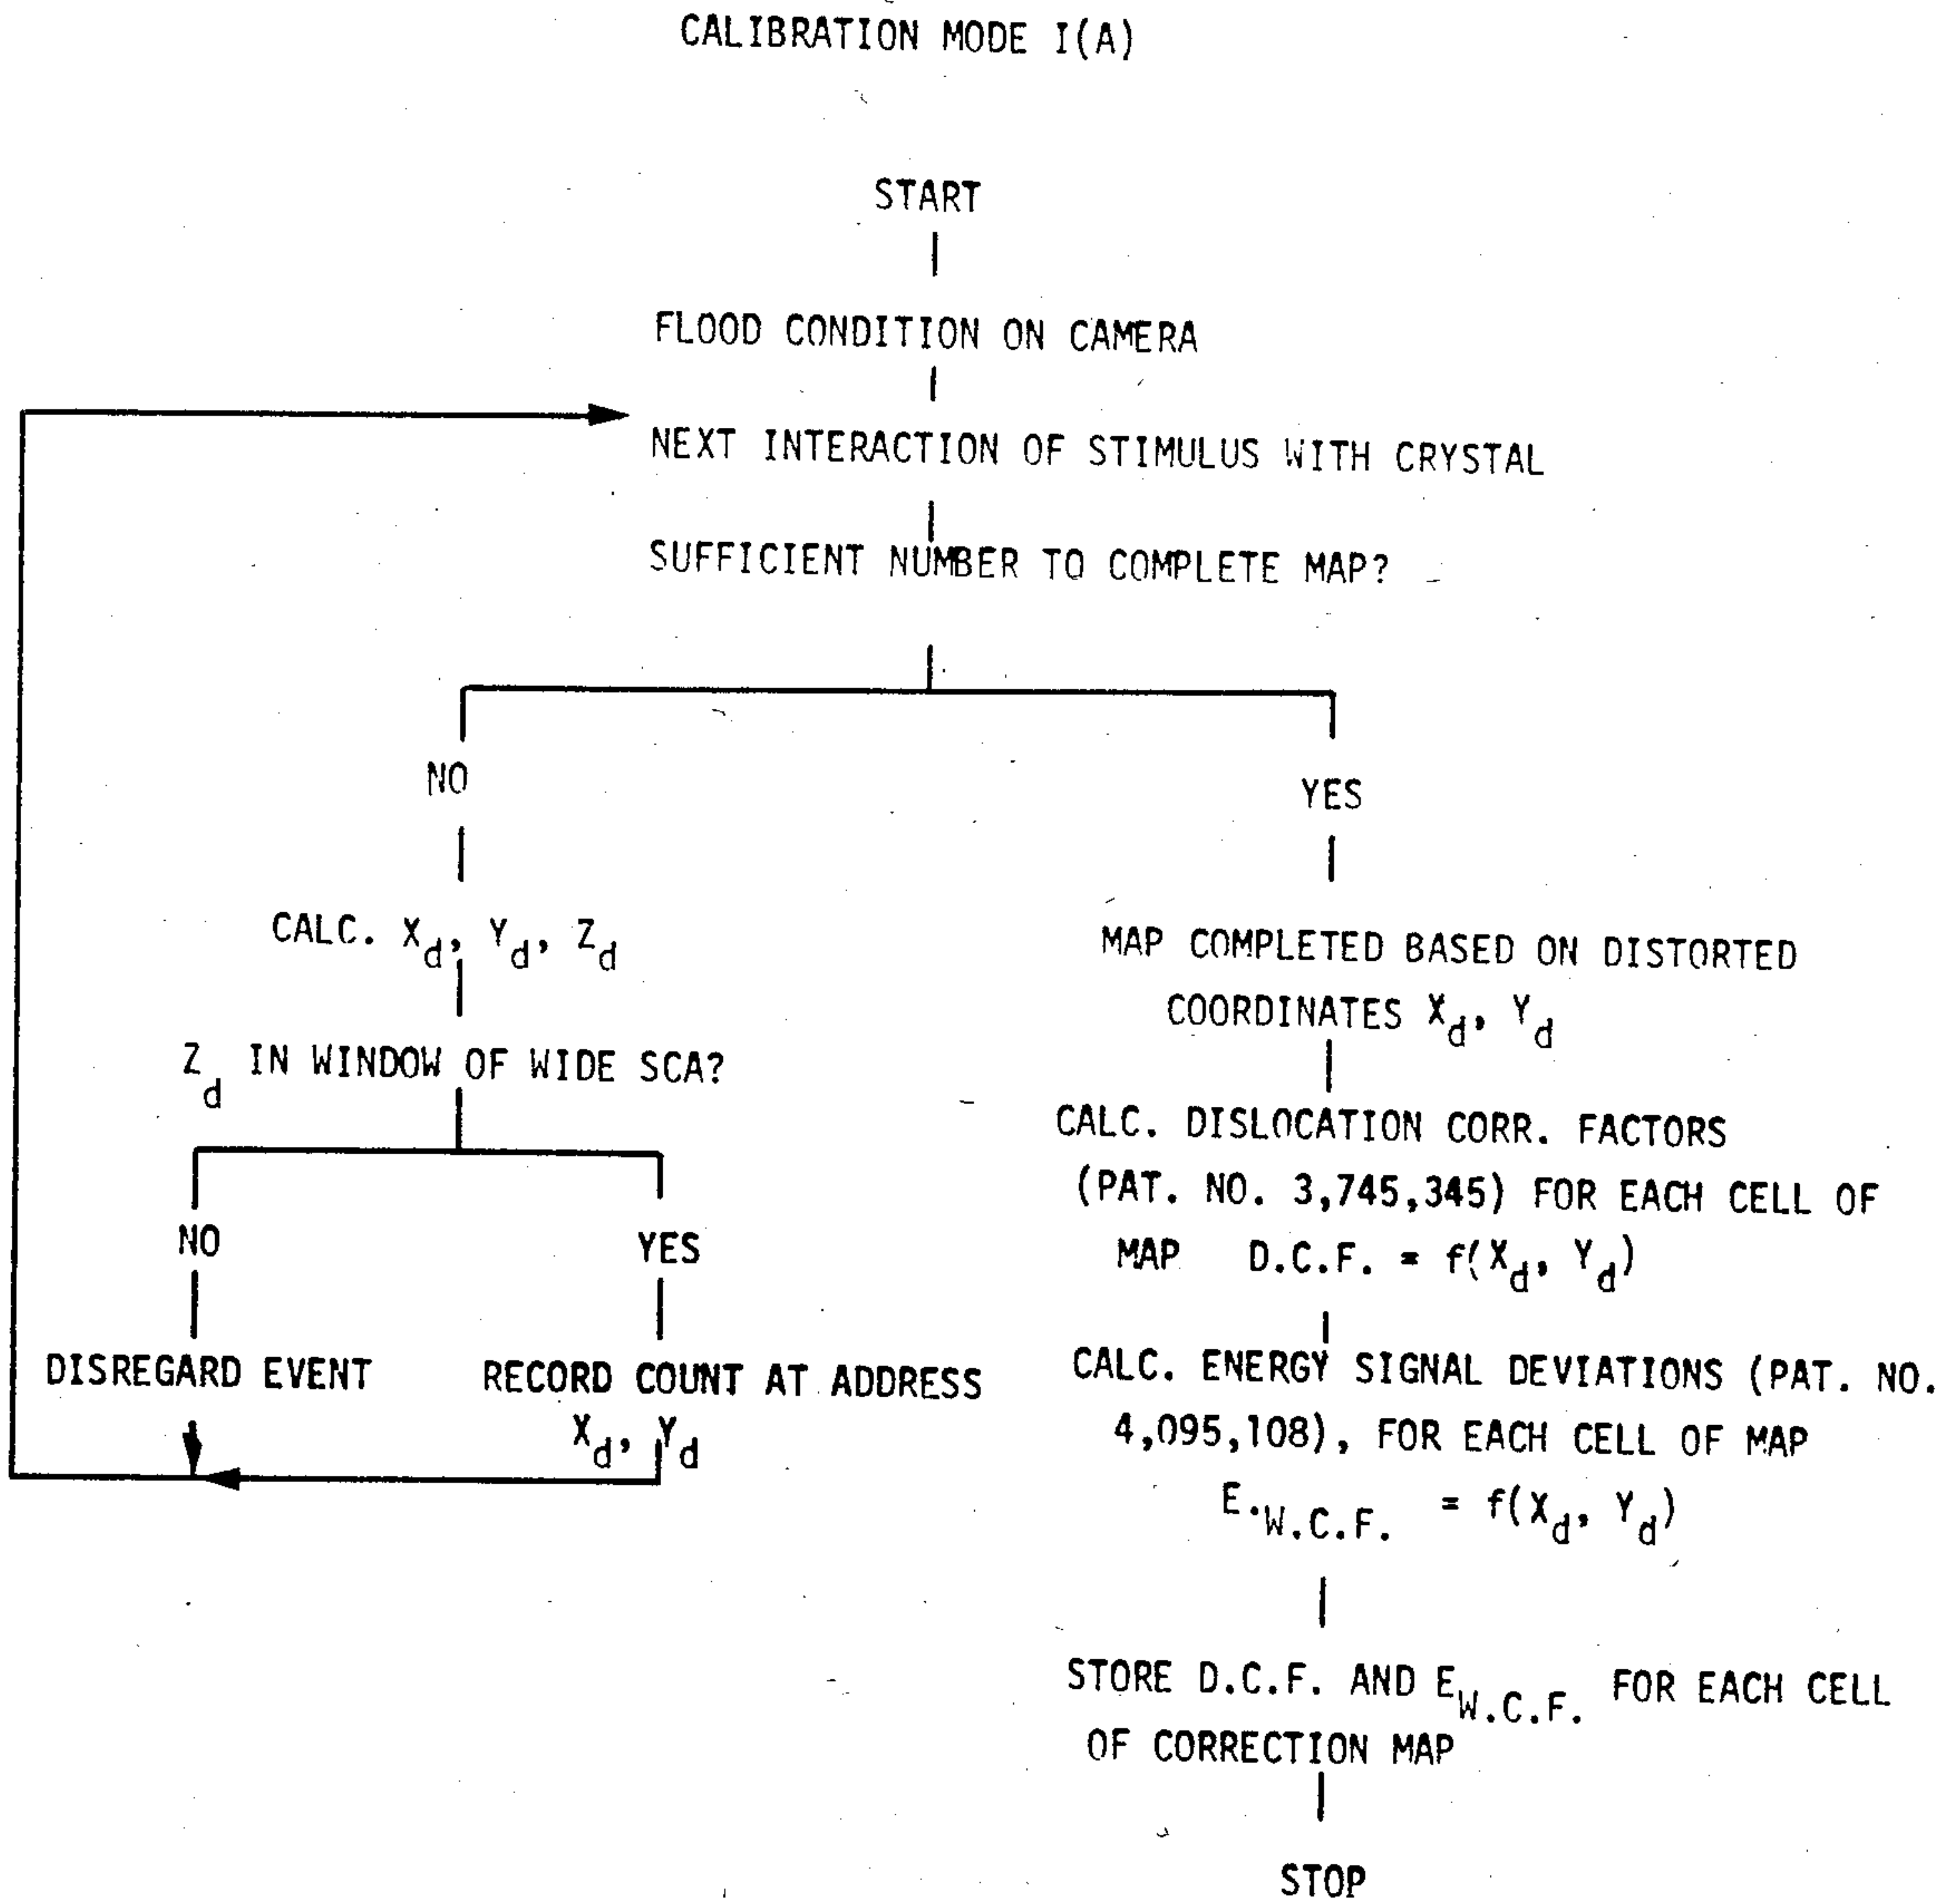 CALIBRATION MODE I(A)
START
FLOOD CONDITION ON CAMERA
NEXT INTERACTION OF STIMULUS WITH CRYSTAL
SUFFICIENT NUMBER TO COMPLETE MAP?
NO
YES
CALC. Xd, Yd, Zd
Zd IN WINDOW OF WIDE SCA?
NO
YES
DISREGARD EVENT
RECORD COUNT AT ADDRESS
Xd, Yd
MAP COMPLETED BASED ON DISTORTED
COORDINATES Xd, Yd
CALC. DISLOCATION CORR. FACTORS
(PAT. NO. 3,745,345) FOR EACH CELL OF
MAP D.C.F. = f(Xd, Yd)
CALC. ENERGY SIGNAL DEVIATIONS (PAT. NO.
4,095,108), FOR EACH CELL OF MAP
E.W.C.F. = f(Xd, Yd)
STORE D.C.F. AND EW.C.F. FOR EACH CELL
OF CORRECTION MAP
STOP